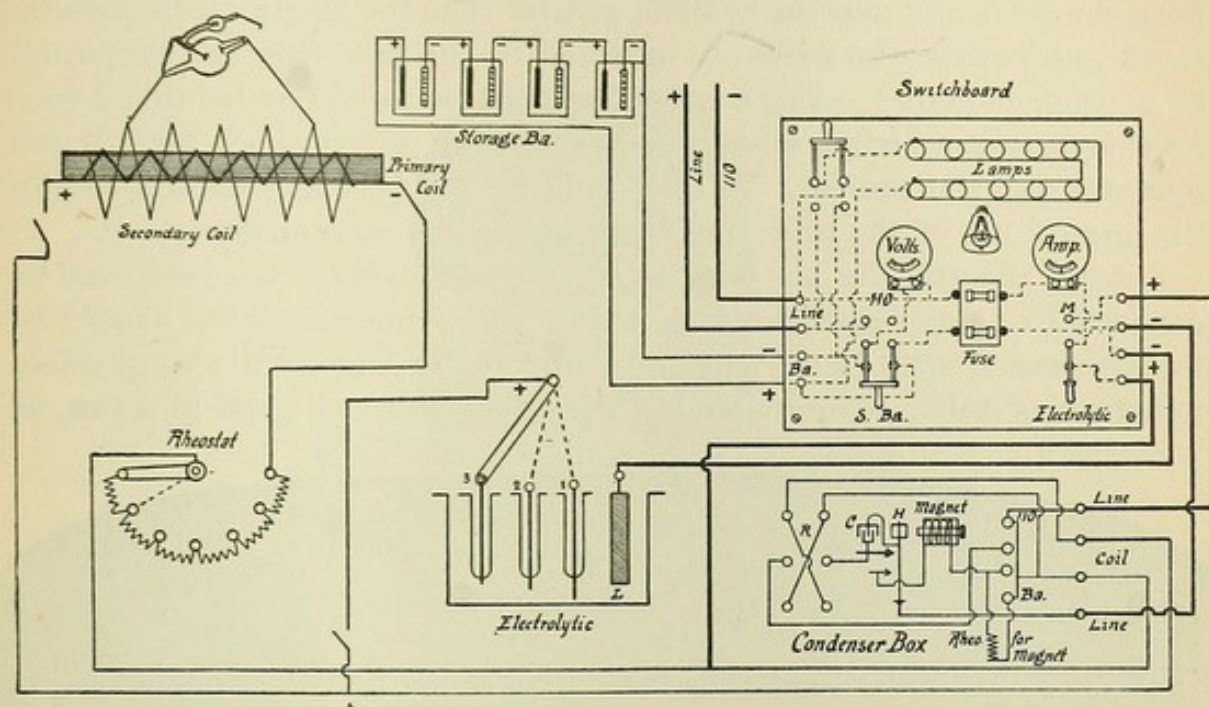 Switchboard
+ - + - + - + -
Storage Ba.
Primary
Coil
+ -
Secondary Coil
+ -
Line
110
Lamps
Volts.
Amp.
110
M
Line
Fuse
-
Ba.
+
S. Ba.
Electrolytic
+
-
-
+
Rheostat
+
3 2 1
L
Electrolytic
R
C
H
Magnet
110
Line
Coil
Ba.
Line
Condenser Box
Rheo. for
Magnet